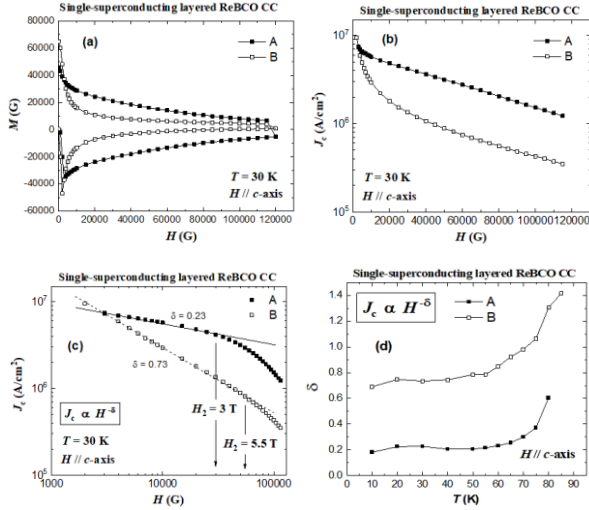 Single-superconducting layered ReBCO CC
(a)
A
B
M (G)
60000
40000
20000
0
-20000
-40000
-60000
T = 30 K
H // c-axis
0 20000 40000 60000 80000 100000 120000
H (G)
Single-superconducting layered ReBCO CC
(b)
A
B
Jc (A/cm²)
10⁷
10⁶
10⁵
T = 30 K
H // c-axis
0 20000 40000 60000 80000 100000 120000
H (G)
Single-superconducting layered ReBCO CC
A
B
(c)
δ = 0.23
δ = 0.73
Jc (A/cm²)
10⁷
10⁶
10⁵
Jc ∝ H^-δ
T = 30 K
H // c-axis
H₂ = 3 T
H₂ = 5.5 T
1000 10000 100000
H (G)
Single-superconducting layered ReBCO CC
Jc ∝ H^-δ
A
B
(d)
δ
1.4
1.2
1.0
0.8
0.6
0.4
0.2
0.0
H // c-axis
0 10 20 30 40 50 60 70 80 90
T (K)